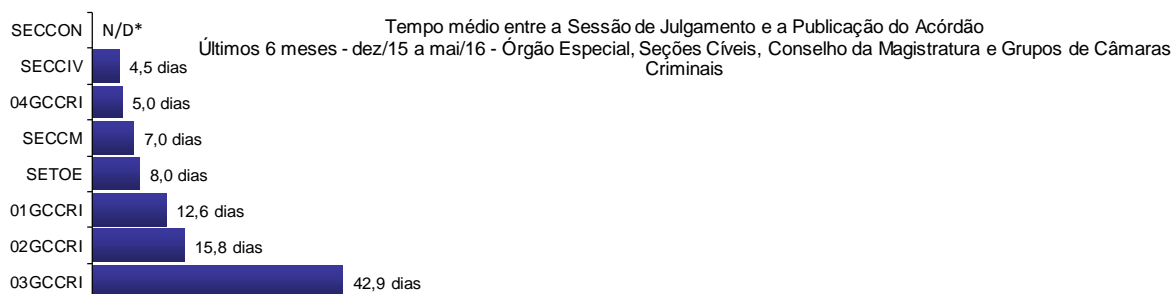 Tempo médio entre a Sessão de Julgamento e a Publicação do Acórdão
Últimos 6 meses - dez/15 a mai/16 - Órgão Especial, Seções Cíveis, Conselho da Magistratura e Grupos de Câmaras
Criminais
SECCON N/D*
SECCIV 4,5 dias
04GCCRI 5,0 dias
SECCM 7,0 dias
SETOE 8,0 dias
01GCCRI 12,6 dias
02GCCRI 15,8 dias
03GCCRI 42,9 dias